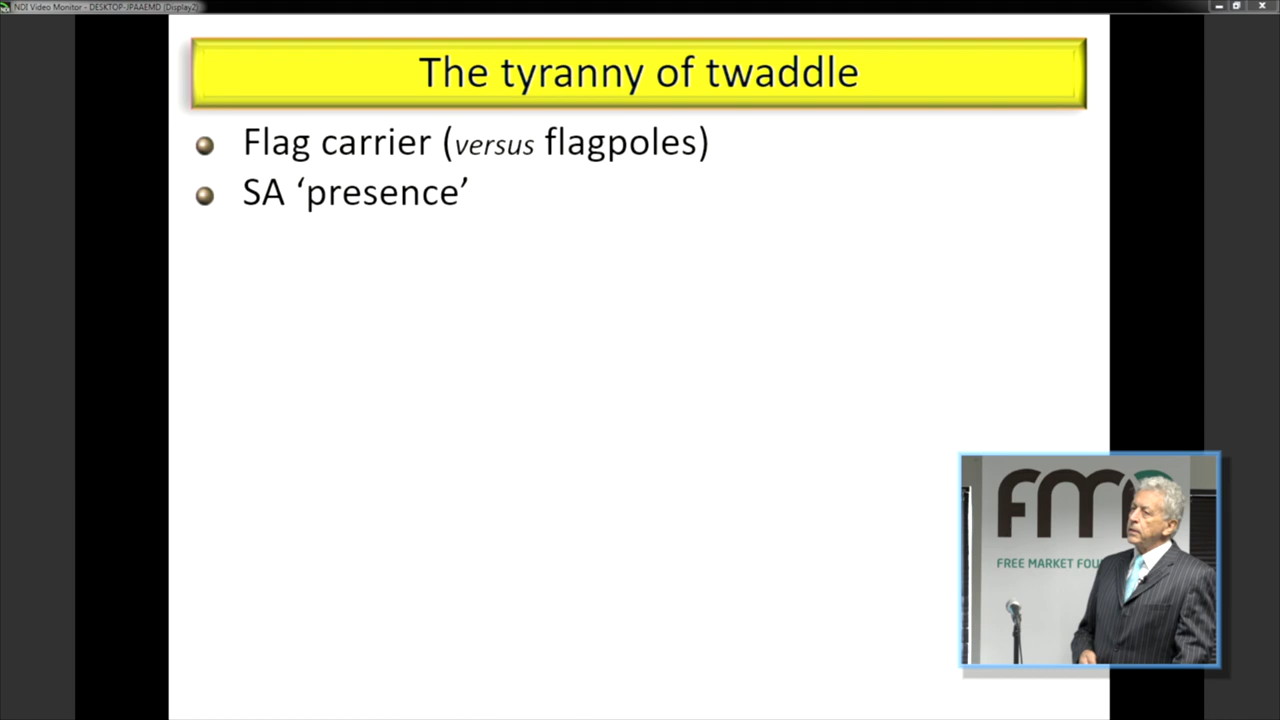 NDI Video Monitor - DESKTOP-JPAAEMD (Display2)
The tyranny of twaddle
Flag carrier (versus flagpoles)
SA ‘presence’
fm
FREE MARKET FOU